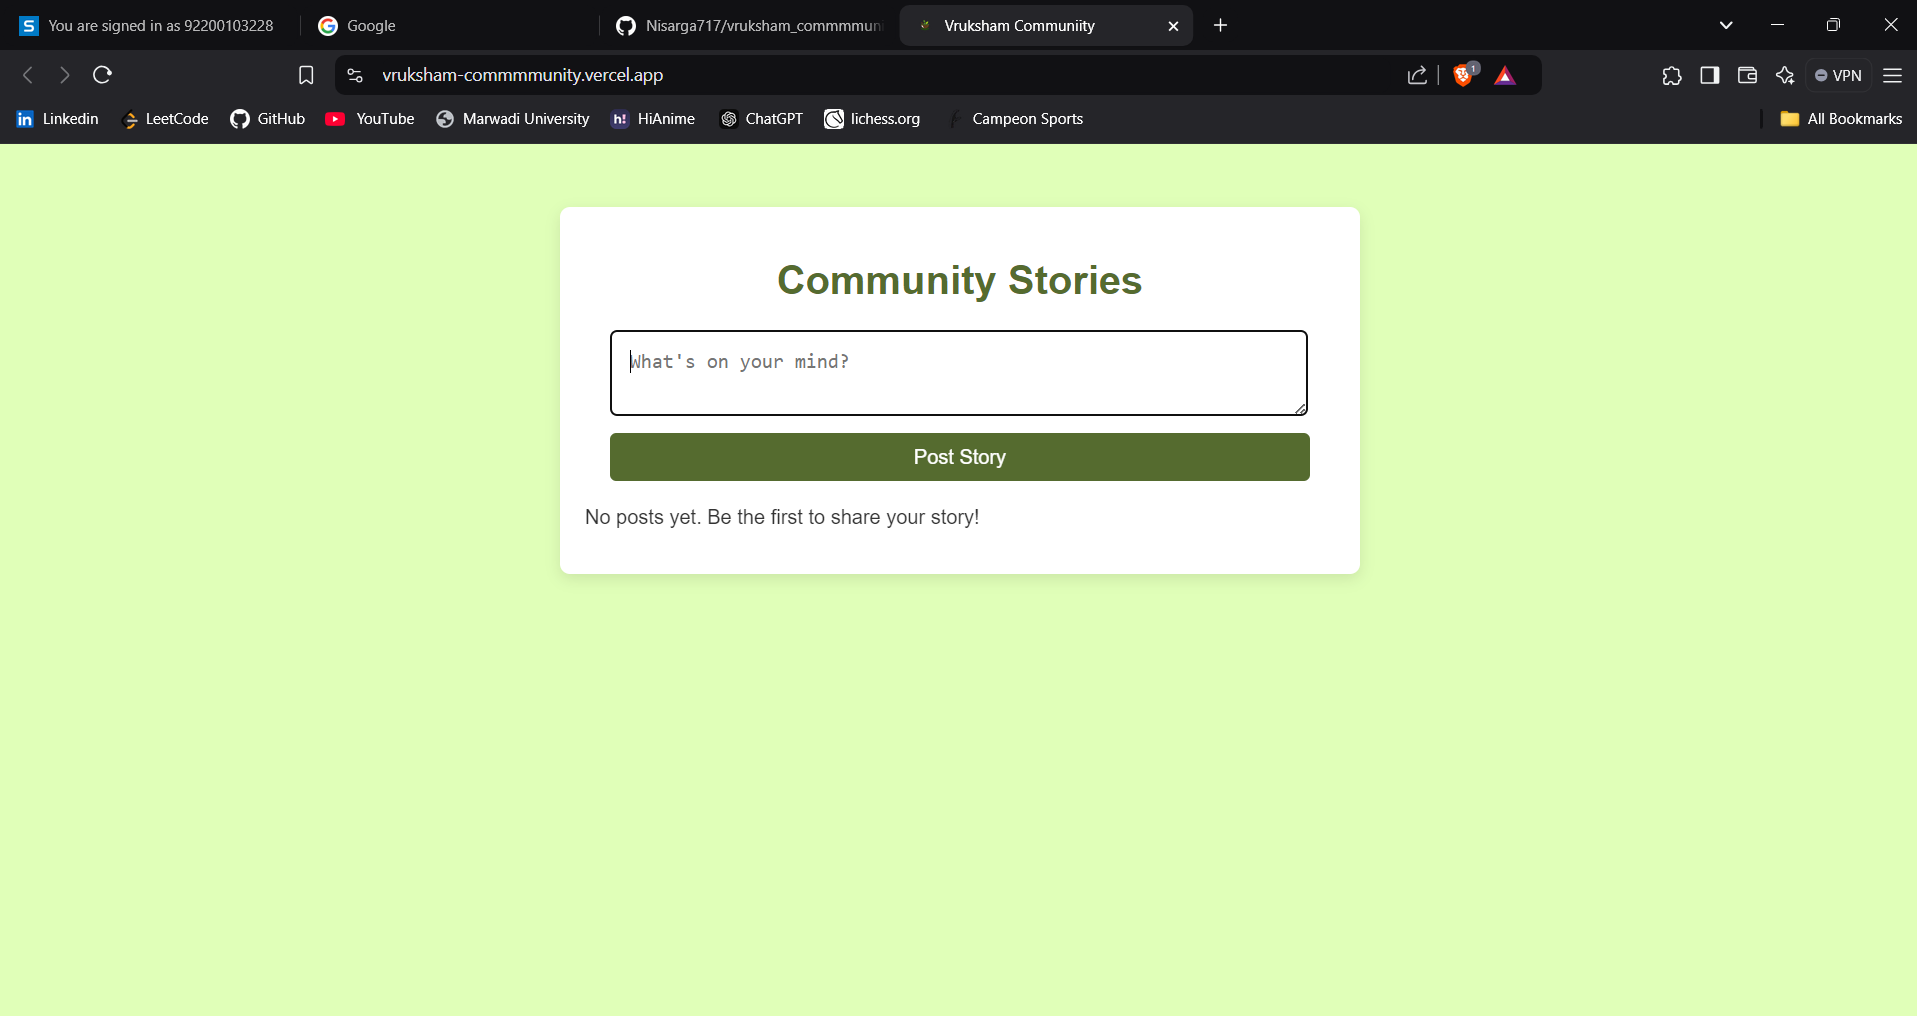 You are signed in as 92200103228
Google
Nisarga717/vruksham_commmmuni
Vruksham Communiity
vruksham-commmmunity.vercel.app
1
VPN
Linkedin
LeetCode
GitHub
YouTube
Marwadi University
HiAnime
ChatGPT
lichess.org
Campeon Sports
All Bookmarks
Community Stories
What's on your mind?
Post Story
No posts yet. Be the first to share your story!